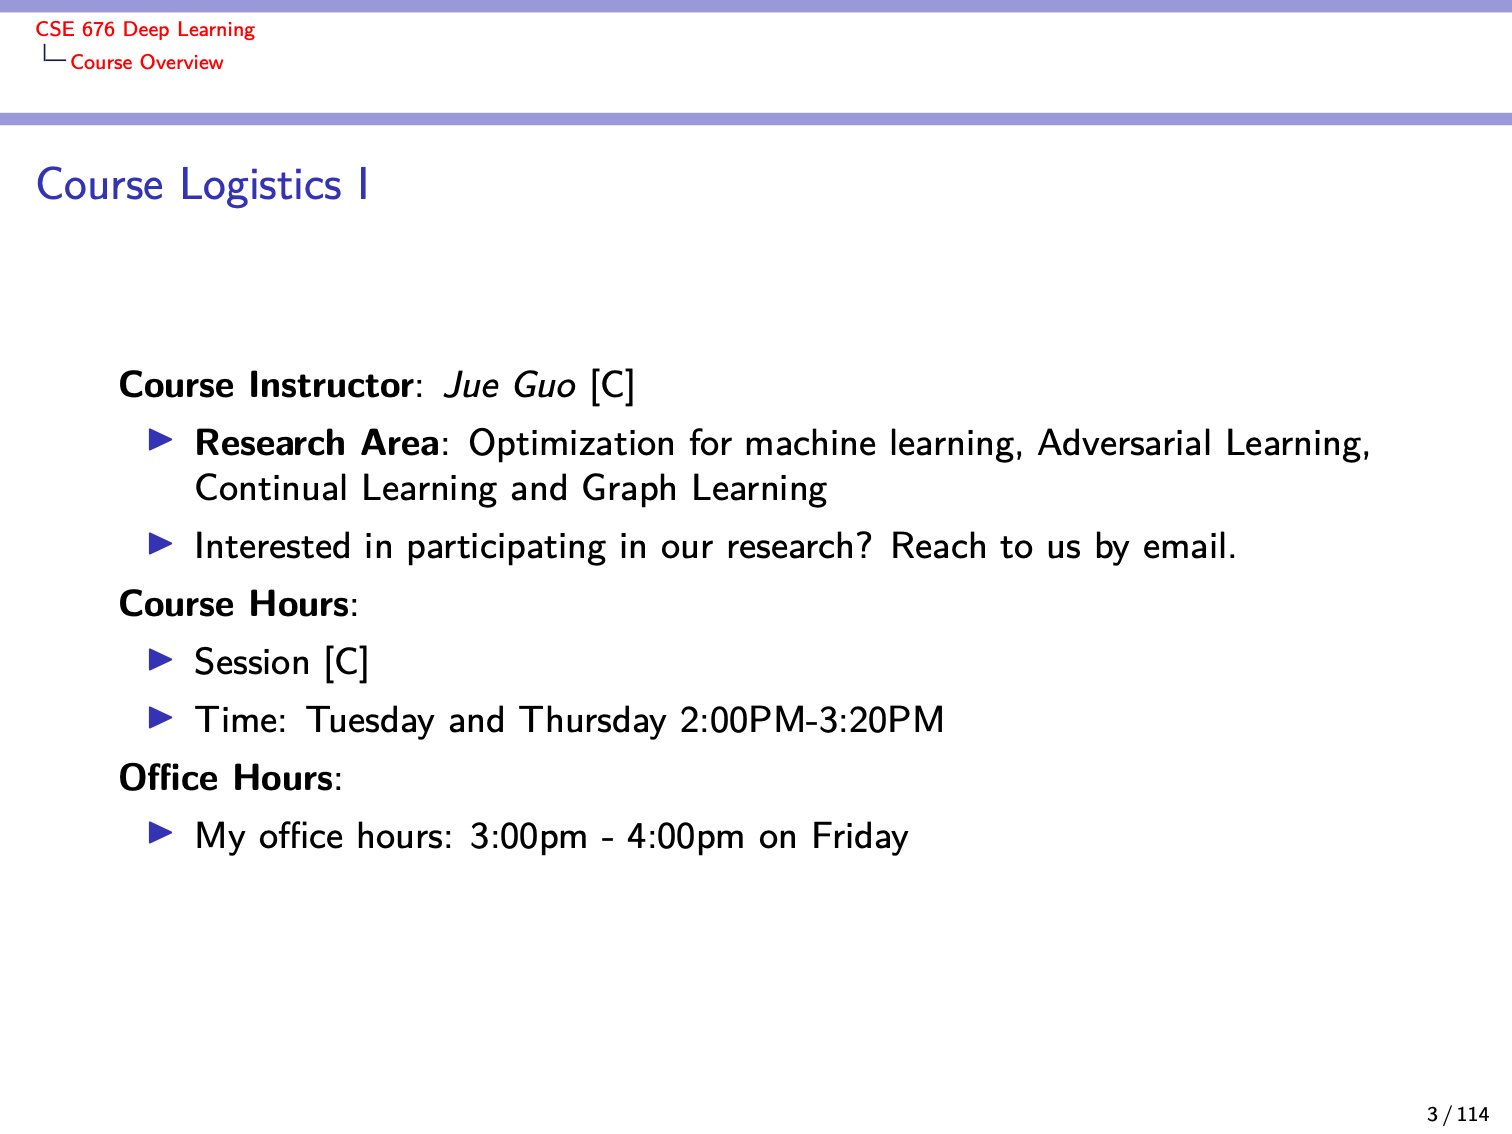 CSE 676 Deep Learning
Course Overview
Course Logistics I
Course Instructor: Jue Guo [C]
Research Area: Optimization for machine learning, Adversarial Learning,
Continual Learning and Graph Learning
Interested in participating in our research? Reach to us by email.
Course Hours:
Session [C]
Time: Tuesday and Thursday 2:00PM-3:20PM
Office Hours:
My office hours: 3:00pm - 4:00pm on Friday
3 / 114